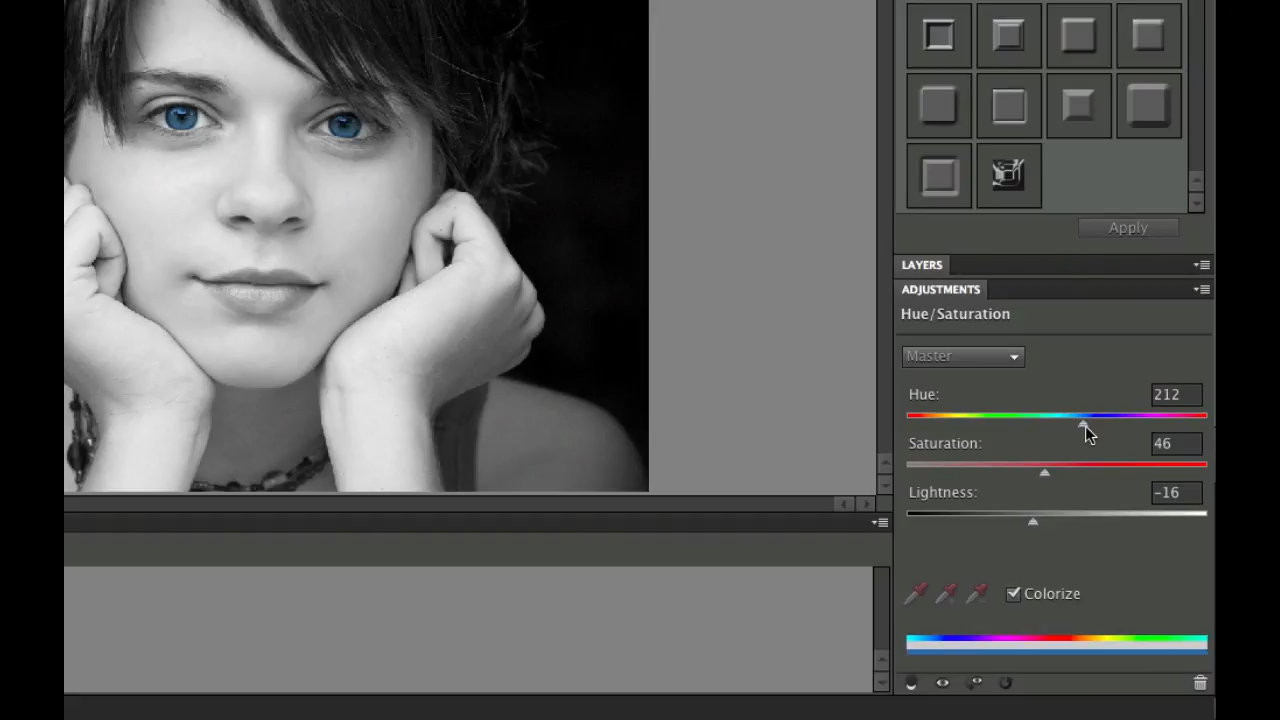 Apply
LAYERS
ADJUSTMENTS
Hue/Saturation
Master
Hue: 212
Saturation: 46
Lightness: -16
Colorize